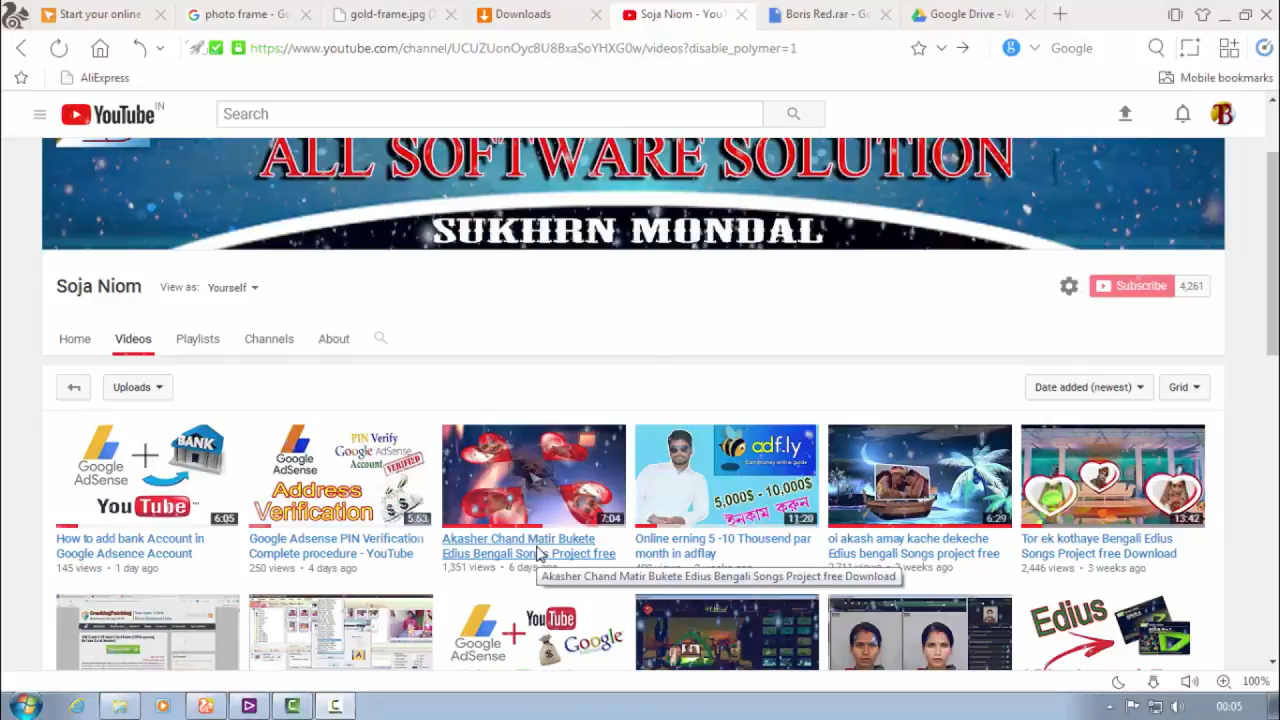 Start your online
photo frame - Go
gold-frame.jpg (
Downloads
Soja Niom - You
Boris Red.rar - G
Google Drive - V
https://www.youtube.com/channel/UCUZUonOyc8U8BxaSoYHXG0w/videos?disable_polymer=1
Google
AliExpress
Mobile bookmarks
YouTube IN
Search
ALL SOFTWARE SOLUTION
SUKHRN MONDAL
Soja Niom
View as: Yourself
Subscribe 4,261
Home Videos Playlists Channels About
Uploads
Date added (newest)
Grid
Google AdSense
BANK
YouTube
6:05
Google AdSense
PIN Verify
Google AdSense
Account
VERIFIED
Address
Verification
5:53
7:04
adf.ly
5,000$ - 10,000$
ইনকাম করুন
11:20
6:29
13:42
How to add bank Account in
Google Adsence Account
145 views • 1 day ago
Google Adsense PIN Verification
Complete procedure - YouTube
250 views • 4 days ago
Akasher Chand Matir Bukete
Edius Bengali Songs Project free
1,351 views • 6 days
Online erning 5 -10 Thousend par
month in adflay
oi akash amay kache dekeche
Edius bengali Songs project free
weeks ago
Tor ek kothaye Bengali Edius
Songs Project free Download
2,446 views • 3 weeks ago
Akasher Chand Matir Bukete Edius Bengali Songs Project free Download
Google AdSense
YouTube
Google
Edius
100%
00:05